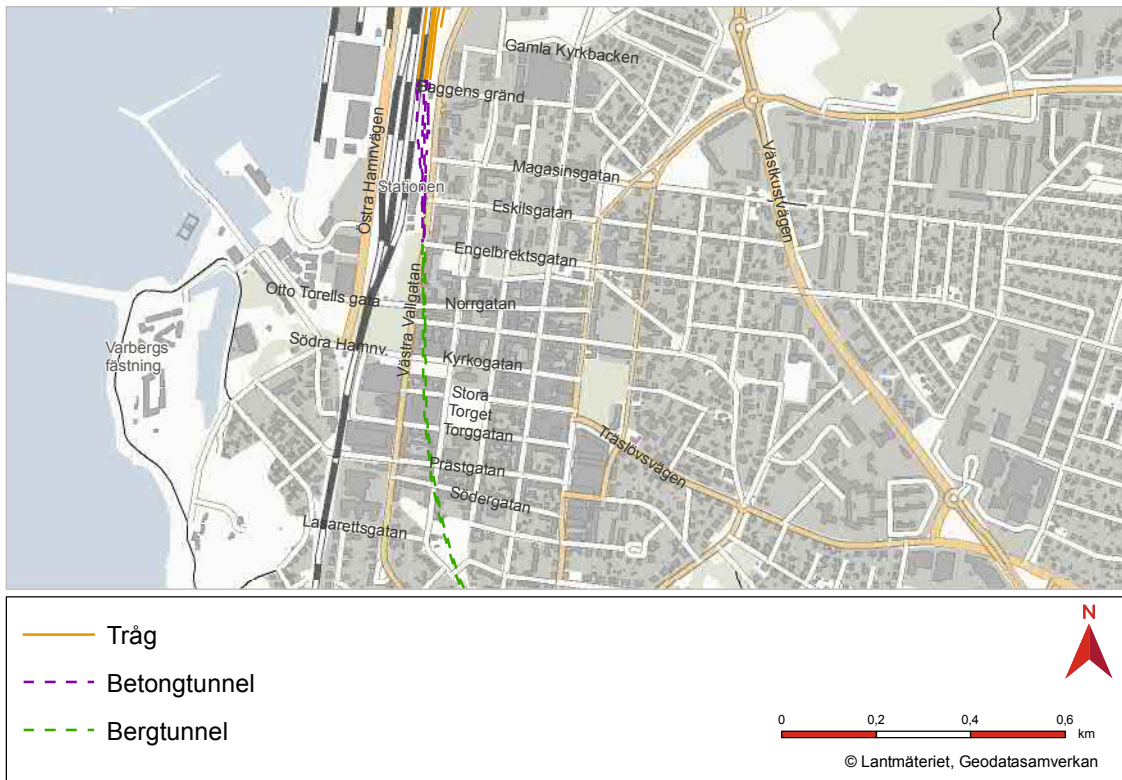 Gamla Kyrkbacken
Baggens gränd
Östra Hamnvägen
Magasinsgatan
Västkustvägen
Stationen
Eskilsgatan
Engelbrektsgatan
Otto Torells gata
Norrgatan
Västra Vallgatan
Södra Hamnv.
Varbergs
fästning
Kyrkogatan
Stora
Torget
Torggatan
Träslövsvägen
Prästgatan
Södergatan
Lasarettsgatan
Tråg
Betongtunnel
Bergtunnel
N
0 0,2 0,4 0,6
km
© Lantmäteriet, Geodatasamverkan